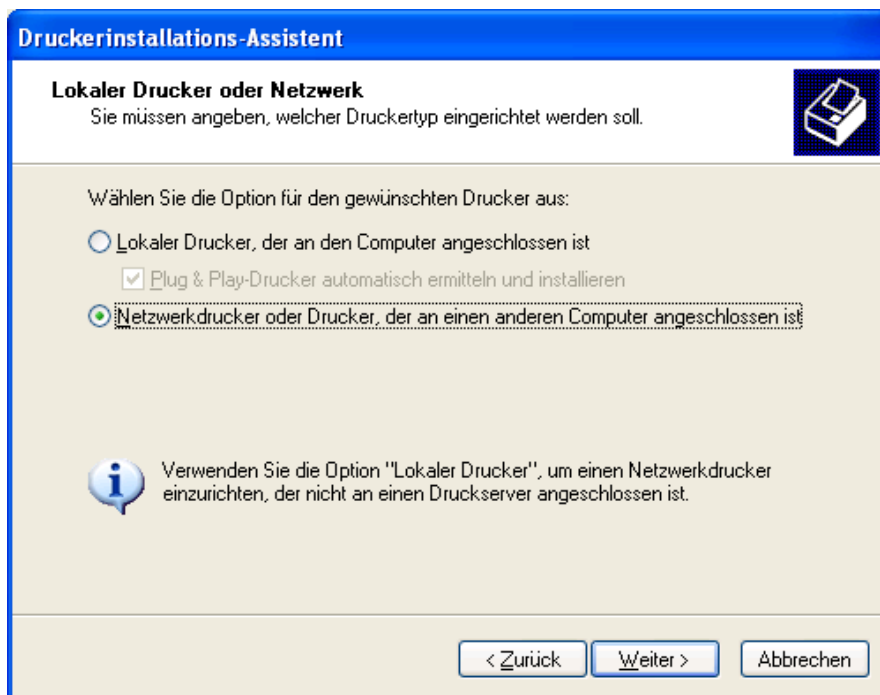 Druckerinstallations-Assistent
Lokaler Drucker oder Netzwerk
Sie müssen angeben, welcher Druckertyp eingerichtet werden soll.
Wählen Sie die Option für den gewünschten Drucker aus:
Lokaler Drucker, der an den Computer angeschlossen ist
Plug & Play-Drucker automatisch ermitteln und installieren
Netzwerkdrucker oder Drucker, der an einen anderen Computer angeschlossen ist
Verwenden Sie die Option "Lokaler Drucker", um einen Netzwerkdrucker
einzurichten, der nicht an einen Druckserver angeschlossen ist.
< Zurück Weiter > Abbrechen